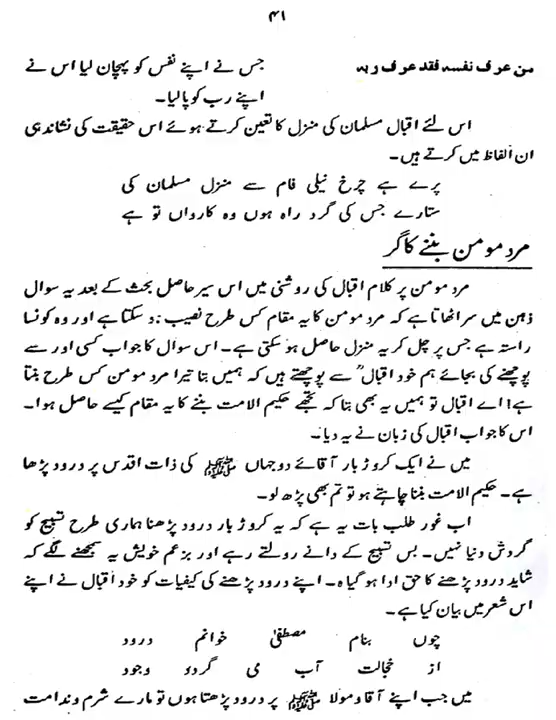 ۴۱
من عرف نفسه فقد عرف ربه جس نے اپنے نفس کو پہچان لیا اس نے
اپنے رب کو پالیا۔
اس لئے اقبال مسلمان کی منزل کا تعین کرتے ہوئے اس حقیقت کی نشاندہی
ان الفاظ میں کرتے ہیں۔
پرے ہے چرخ نیلی فام سے منزل مسلماں کی
ستارے جس کی گرد راہ ہوں وہ کارواں تو ہے
مرد مومن بننے کا گر
مرد مومن پر کلام اقبال کی روشنی میں اس سیر حاصل بحث کے بعد یہ سوال
ذہن میں سر اٹھاتا ہے کہ مرد مومن کا یہ مقام کس طرح نصیب ہو سکتا ہے اور وہ کونسا
راستہ ہے جس پر چل کر یہ منزل حاصل ہو سکتی ہے۔ اس سوال کا جواب کسی اور سے
پوچھنے کی بجائے ہم خود اقبالؒ سے پوچھتے ہیں کہ ہمیں بتا تیرا مرد مومن کس طرح بنتا
ہے؟ اے اقبال تو ہمیں یہ بھی بتا کہ تجھے حکیم الامت بننے کا یہ مقام کیسے حاصل ہوا۔
اس کا جواب اقبال کی زبان نے یہ دیا۔
میں نے ایک کروڑ بار آقائے دو جہاں ﷺ کی ذات اقدس پر درود پڑھا
ہے۔ حکیم الامت بننا چاہتے ہو تو تم بھی پڑھ لو۔
اب غور طلب بات یہ ہے کہ یہ کروڑ بار درود پڑھنا ہماری طرح تسبیح کو
گردش دینا نہیں۔ بس تسبیح کے دانے رولتے رہے اور بزعم خویش یہ سمجھنے لگے کہ
شاید درود پڑھنے کا حق ادا ہو گیا ہ۔ اپنے درود پڑھنے کی کیفیات کو خود اقبال نے اپنے
اس شعر میں بیان کیا ہے۔
چوں بنام مصطفیٰ خوانم درود
از خجالت آب می گردد وجود
میں جب اپنے آقا و مولا ﷺ پر درود پڑھتا ہوں تو مارے شرم و ندامت